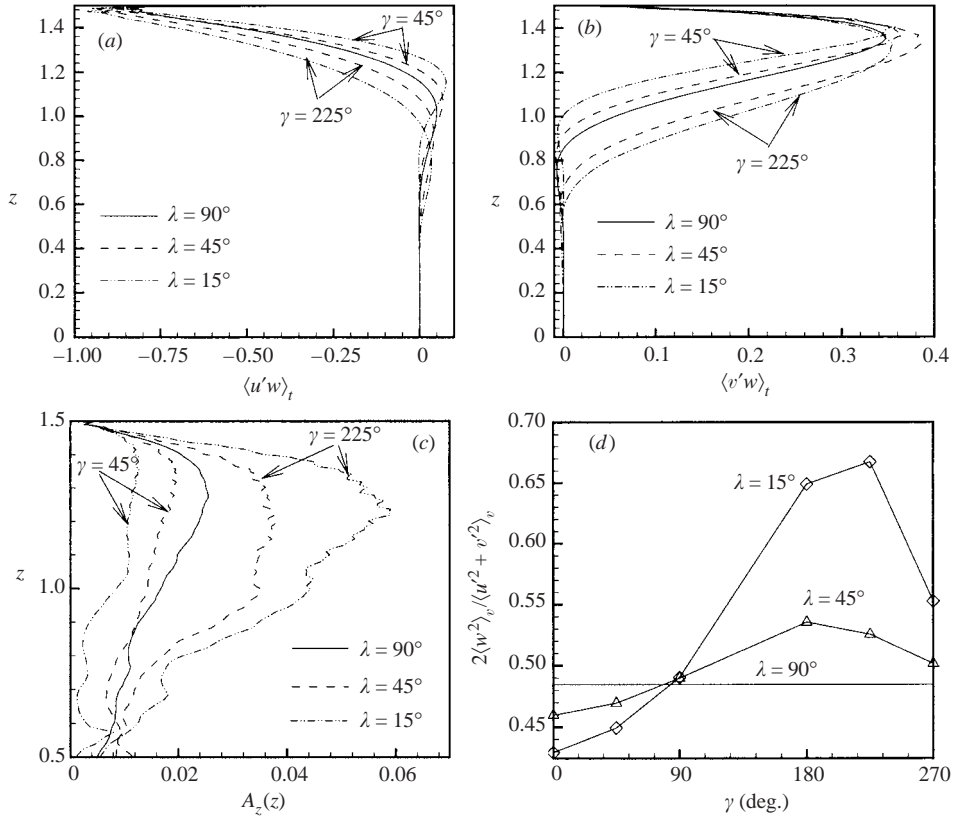 (a)
γ = 45°
γ = 225°
z
1.4
1.2
1.0
0.8
0.6
0.4
0.2
0
λ = 90°
λ = 45°
λ = 15°
−1.00 −0.75 −0.50 −0.25 0
⟨u′w⟩t
(b)
γ = 45°
γ = 225°
z
1.4
1.2
1.0
0.8
0.6
0.4
0.2
0
λ = 90°
λ = 45°
λ = 15°
0 0.1 0.2 0.3 0.4
⟨v′w⟩t
(c)
γ = 225°
γ = 45°
z
1.5
1.0
0.5
λ = 90°
λ = 45°
λ = 15°
0 0.02 0.04 0.06
Az(z)
(d)
2⟨w²⟩v/⟨u′² + v′²⟩v
0.70
0.65
0.60
0.55
0.50
0.45
λ = 15°
λ = 45°
λ = 90°
0 90 180 270
γ (deg.)